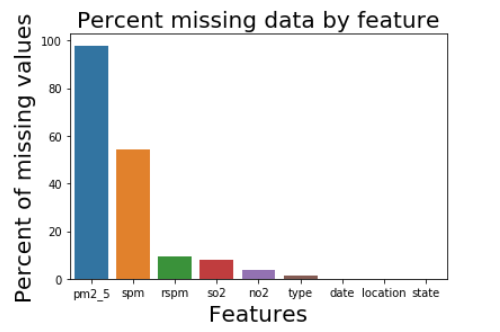 Percent missing data by feature
Percent of missing values
100
80
60
40
20
0
pm2_5 spm rspm so2 no2 type date location state
Features